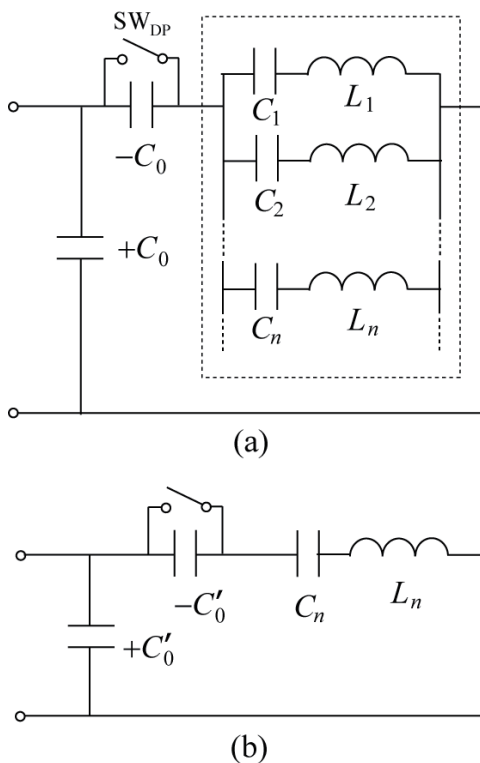 SW_DP
C_1
L_1
−C_0
C_2
L_2
+C_0
C_n
L_n
(a)
−C′_0
C_n
L_n
+C′_0
(b)